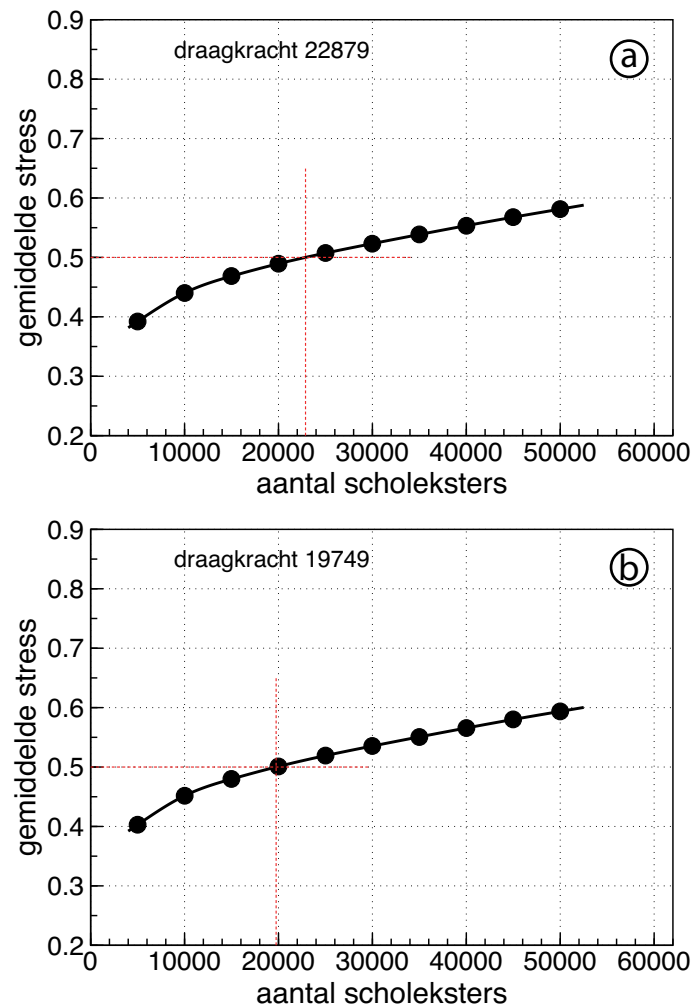 0.9
draagkracht 22879
a
0.8
0.7
0.6
0.5
0.4
0.3
0.2
gemiddelde stress
0 10000 20000 30000 40000 50000 60000
aantal scholeksters
0.9
draagkracht 19749
b
0.8
0.7
0.6
0.5
0.4
0.3
0.2
gemiddelde stress
0 10000 20000 30000 40000 50000 60000
aantal scholeksters